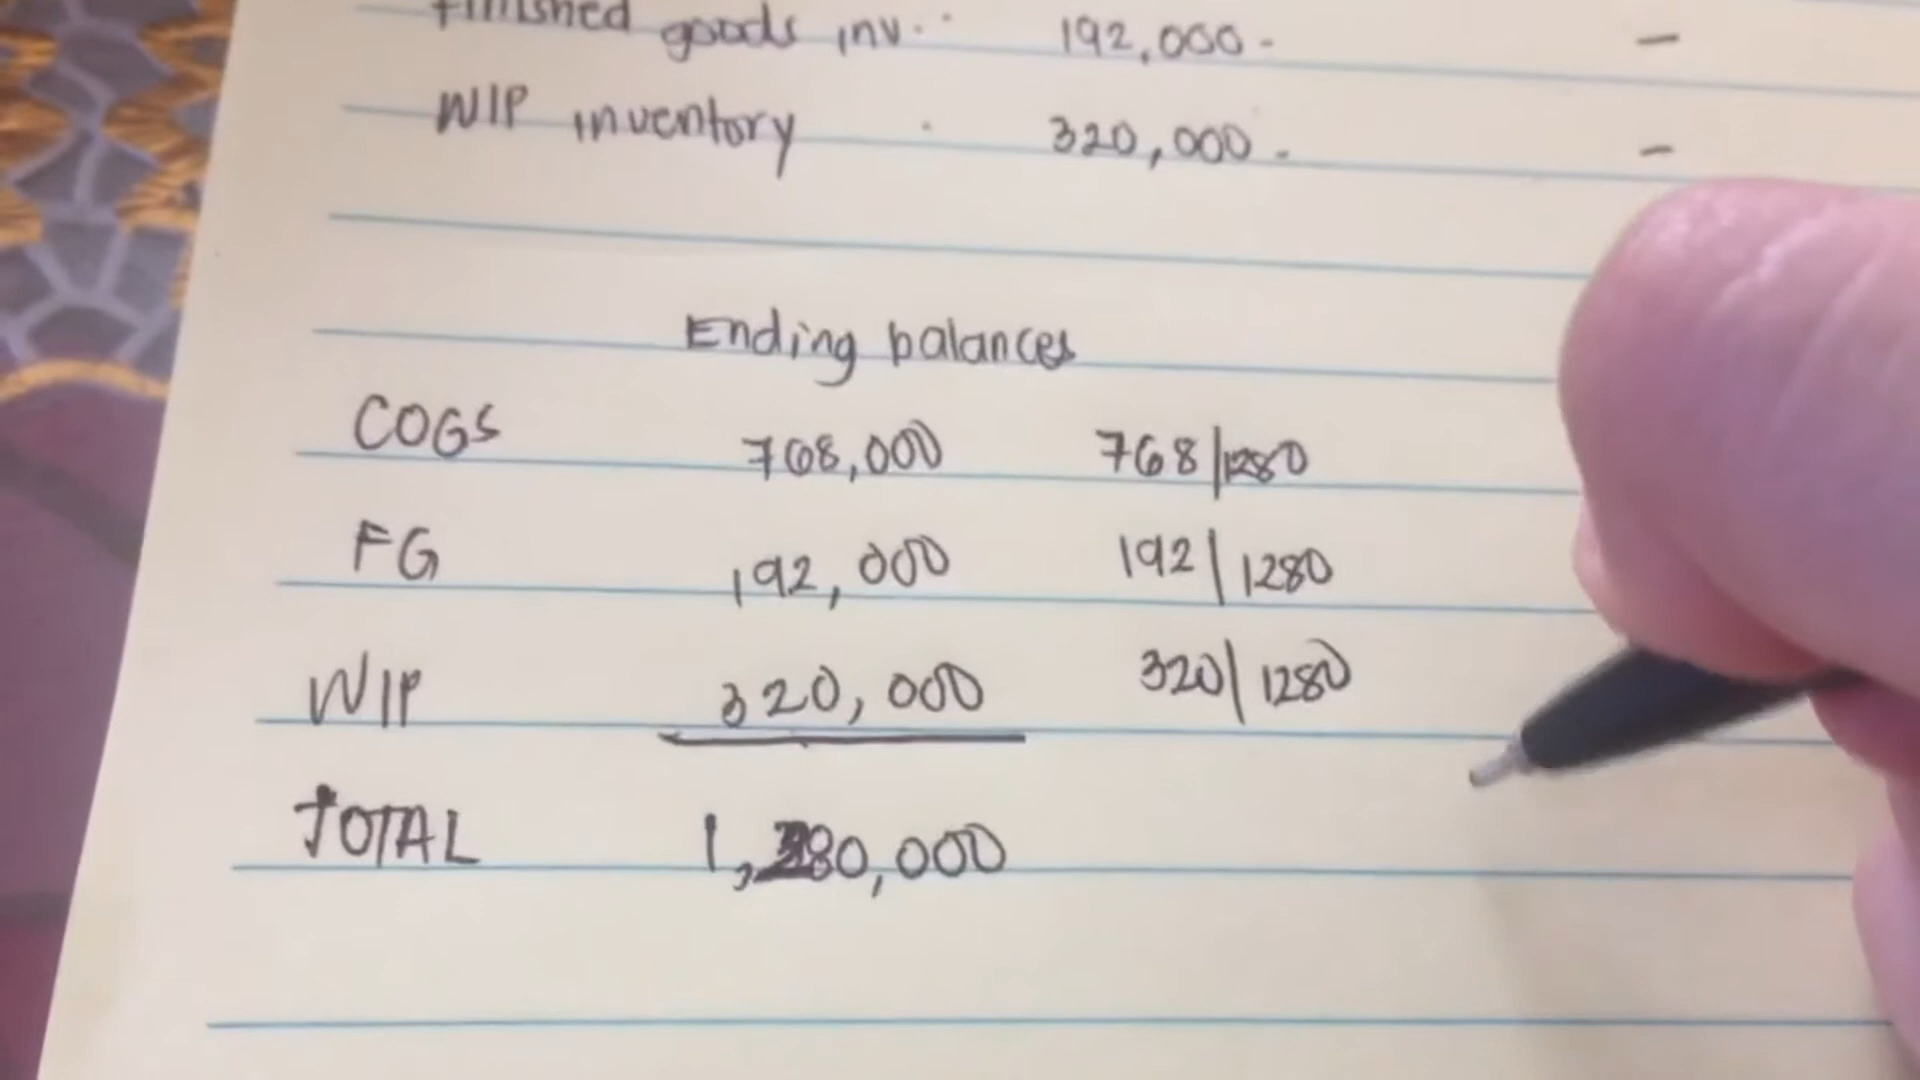 Finished goods inv. 192,000 - —
WIP inventory 320,000 - —
Ending balances
COGS 768,000 768/1280
FG 192,000 192/1280
WIP 320,000 320/1280
TOTAL 1,280,000